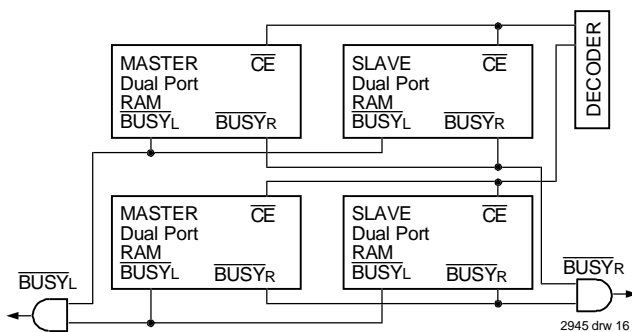 MASTER
Dual Port
RAM
CE
BUSYL
BUSYR
SLAVE
Dual Port
RAM
CE
BUSYL
BUSYR
DECODER
MASTER
Dual Port
RAM
CE
BUSYL
BUSYR
SLAVE
Dual Port
RAM
CE
BUSYL
BUSYR
BUSYL
BUSYR
2945 drw 16